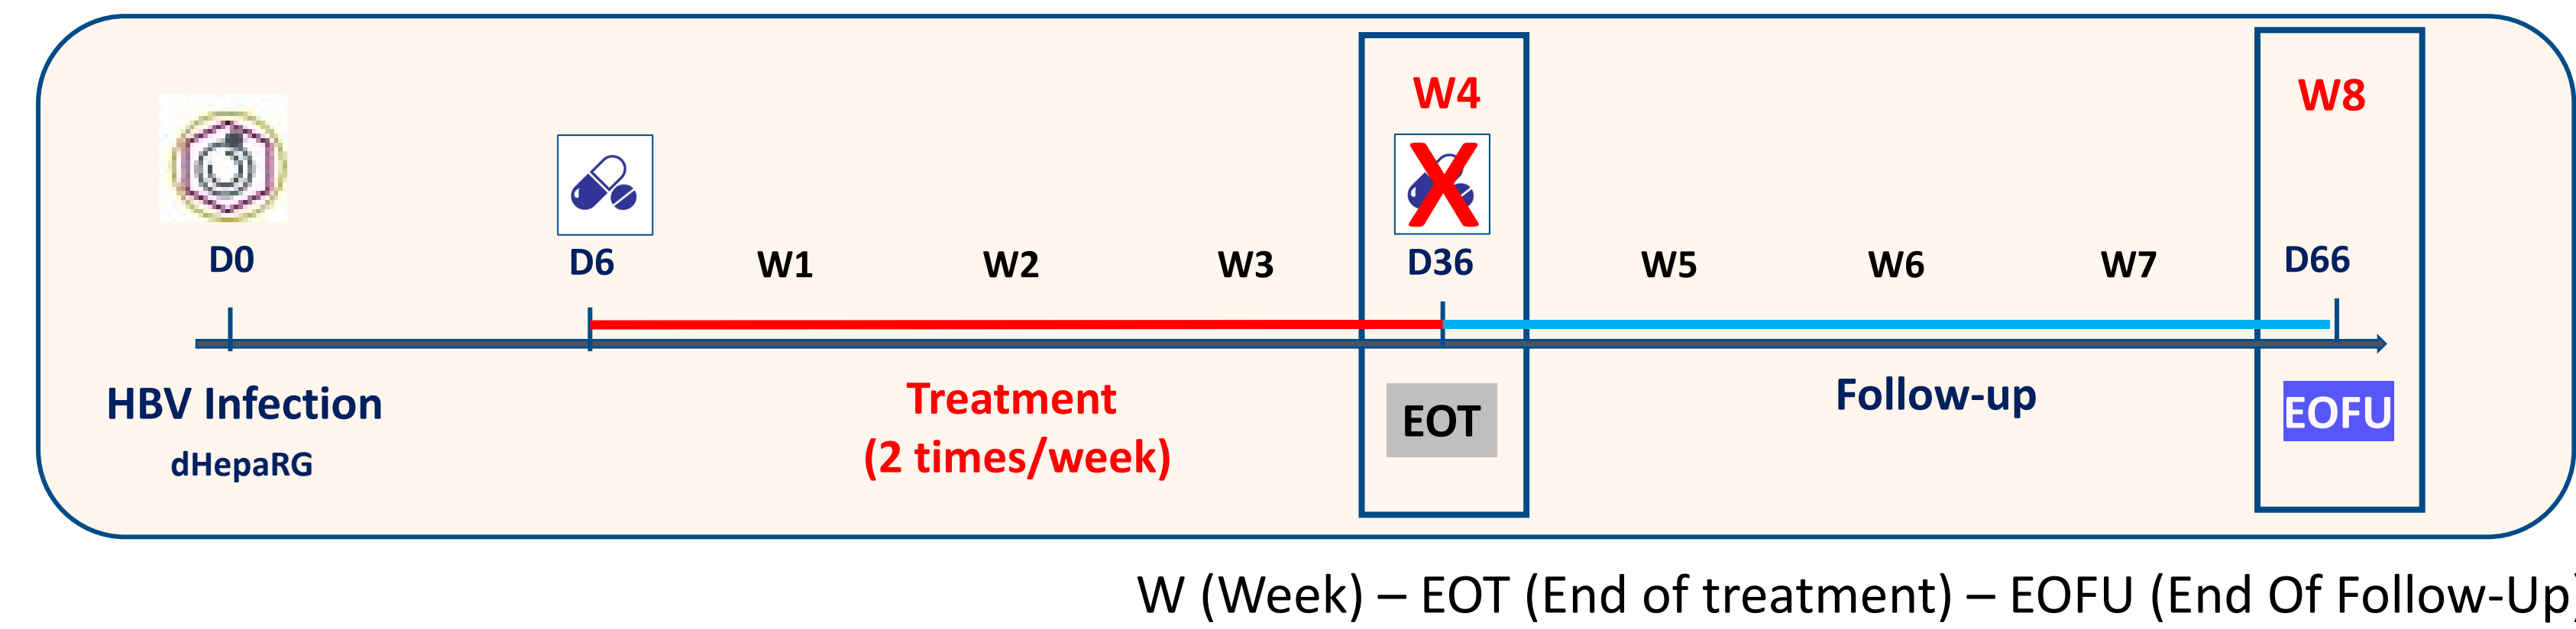 W4
W8
X
D0
D6
W1
W2
W3
D36
W5
W6
W7
D66
HBV Infection
dHepaRG
Treatment
(2 times/week)
EOT
Follow-up
EOFU
W (Week) – EOT (End of treatment) – EOFU (End Of Follow-Up)